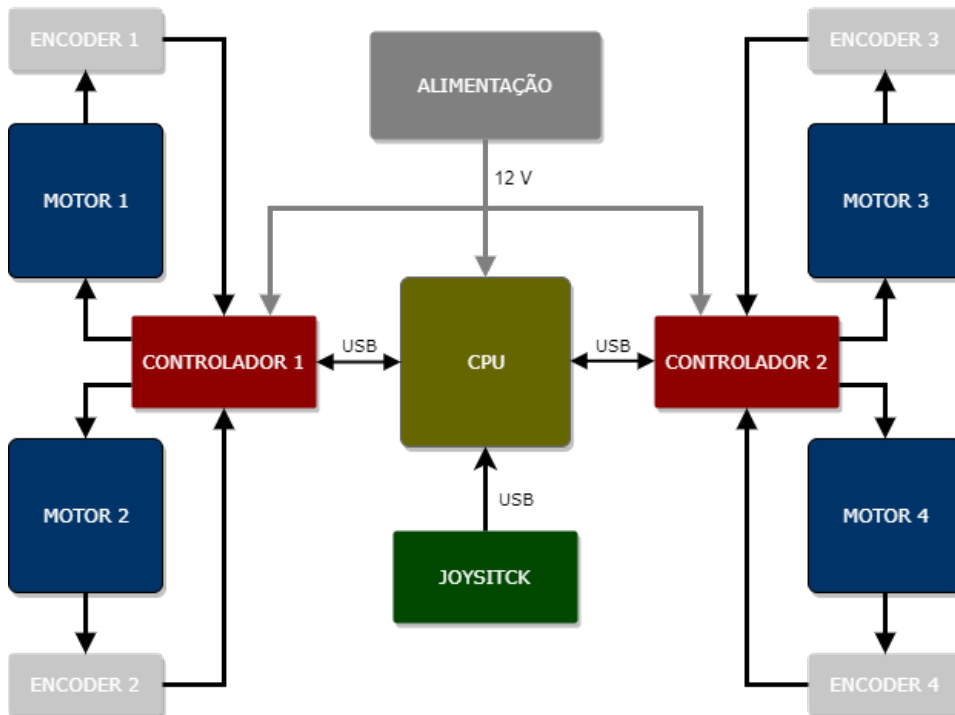 ENCODER 1
ENCODER 3
ALIMENTAÇÃO
12 V
MOTOR 1
MOTOR 3
USB
USB
CONTROLADOR 1
CPU
CONTROLADOR 2
USB
MOTOR 2
MOTOR 4
JOYSITCK
ENCODER 2
ENCODER 4